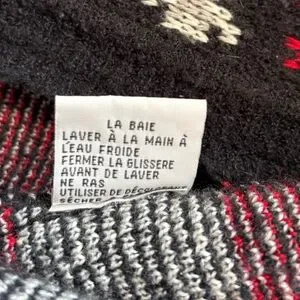 LA BAIE
LAVER À LA MAIN À
L'EAU FROIDE
FERMER LA GLISSERE
AVANT DE LAVER
NE RAS
UTILISER DE DÉCOLORANT
SÉCHER